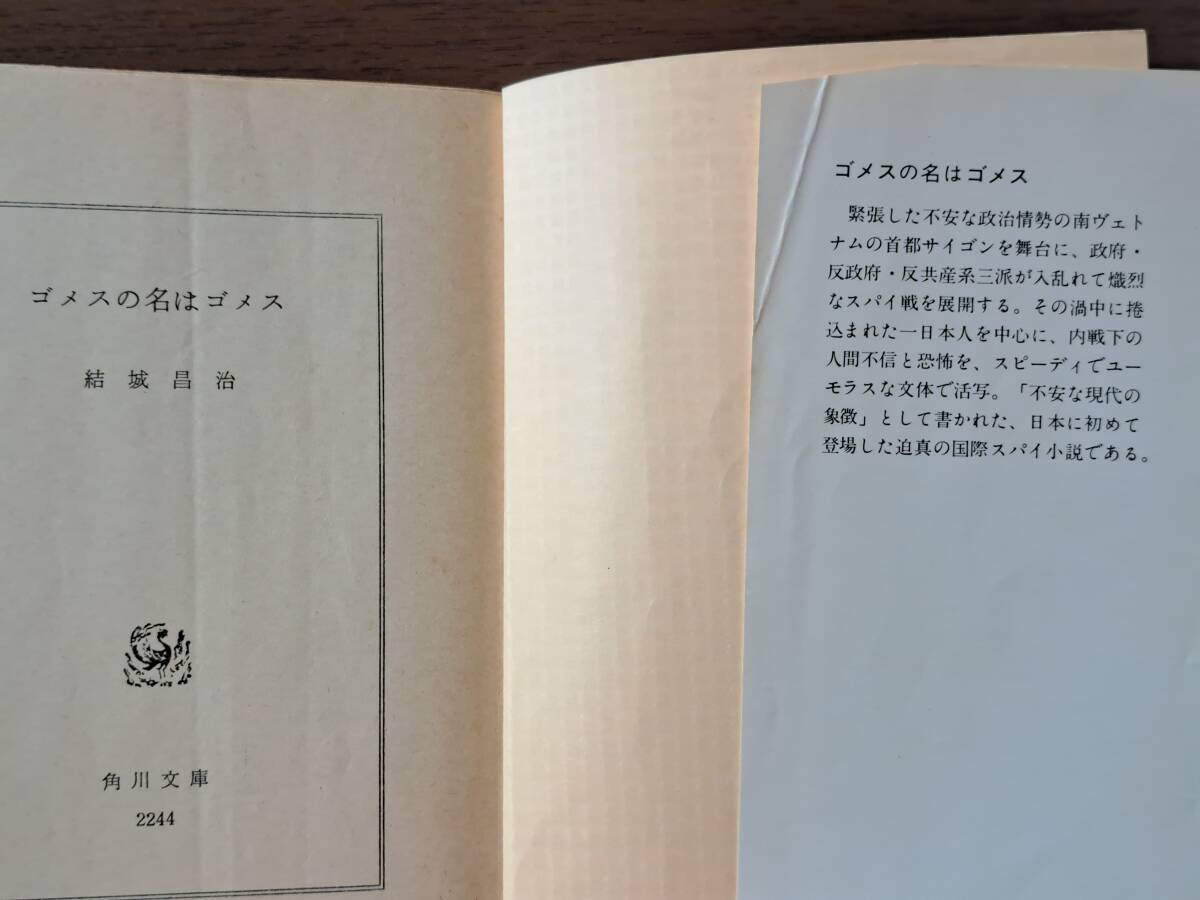 ゴメスの名はゴメス
結城昌治
角川文庫
2244
ゴメスの名はゴメス
緊張した不安な政治情勢の南ヴェト
ナムの首都サイゴンを舞台に、政府・
反政府・反共産系三派が入乱れて熾烈
なスパイ戦を展開する。その渦中に捲
込まれた一日本人を中心に、内戦下の
人間不信と恐怖を、スピーディでユー
モラスな文体で活写。「不安な現代の
象徴」として書かれた、日本に初めて
登場した迫真の国際スパイ小説である。